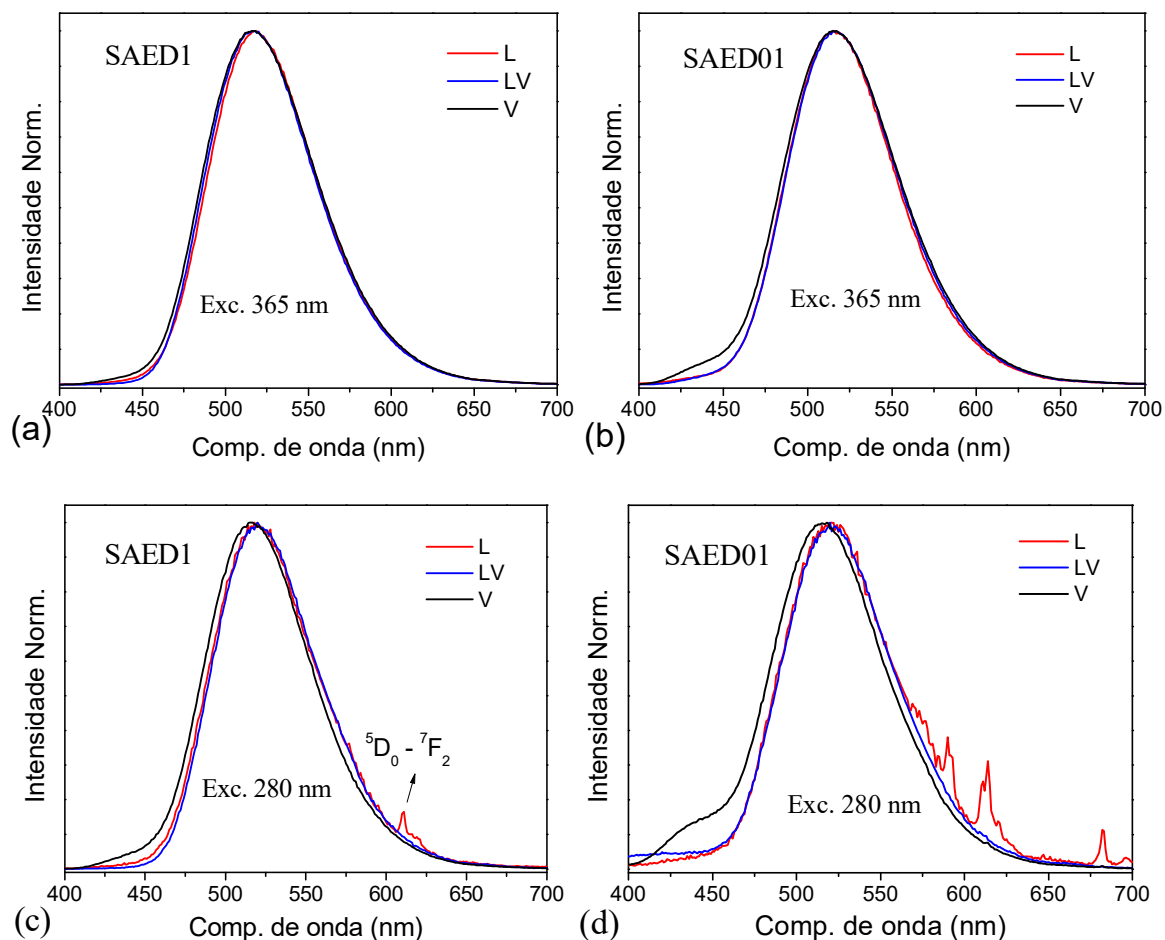 SAED1
L
LV
V
Exc. 365 nm
Intensidade Norm.
400 450 500 550 600 650 700
Comp. de onda (nm)
(a)
SAED01
L
LV
V
Exc. 365 nm
Intensidade Norm.
400 450 500 550 600 650 700
Comp. de onda (nm)
(b)
SAED1
L
LV
V
⁵D₀ - ⁷F₂
Exc. 280 nm
Intensidade Norm.
400 450 500 550 600 650 700
Comp. de onda (nm)
(c)
SAED01
L
LV
V
Exc. 280 nm
Intensidade Norm.
400 450 500 550 600 650 700
Comp. de onda (nm)
(d)